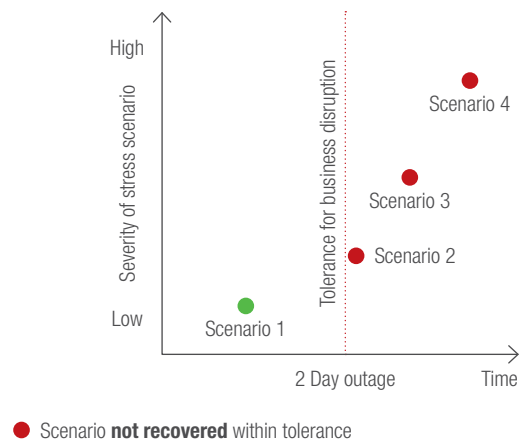 High
Severity of stress scenario
Tolerance for business disruption
Scenario 4
Scenario 3
Scenario 2
Low
Scenario 1
2 Day outage
Time
Scenario not recovered within tolerance